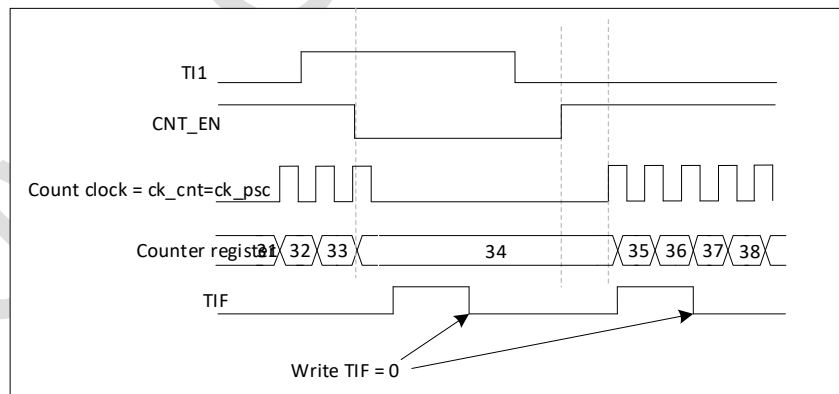 TI1
CNT_EN
Count clock = ck_cnt=ck_psc
Counter register
31 32 33 34 35 36 37 38
TIF
Write TIF = 0